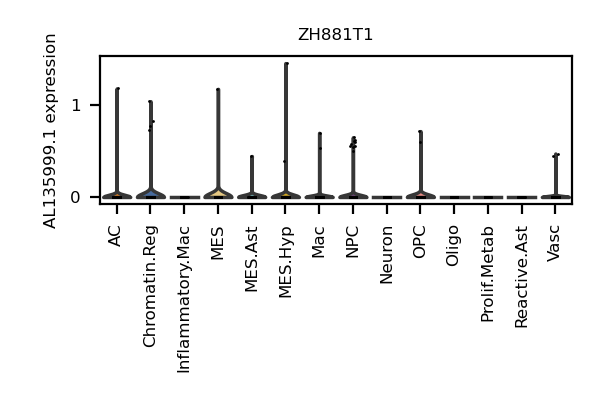 ZH881T1
AL135999.1 expression
1
0
AC
Chromatin.Reg
Inflammatory.Mac
MES
MES.Ast
MES.Hyp
Mac
NPC
Neuron
OPC
Oligo
Prolif.Metab
Reactive.Ast
Vasc